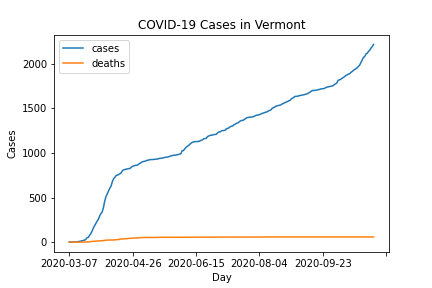 COVID-19 Cases in Vermont
cases
deaths
2000
1500
1000
500
0
Cases
2020-03-07 2020-04-26 2020-06-15 2020-08-04 2020-09-23
Day